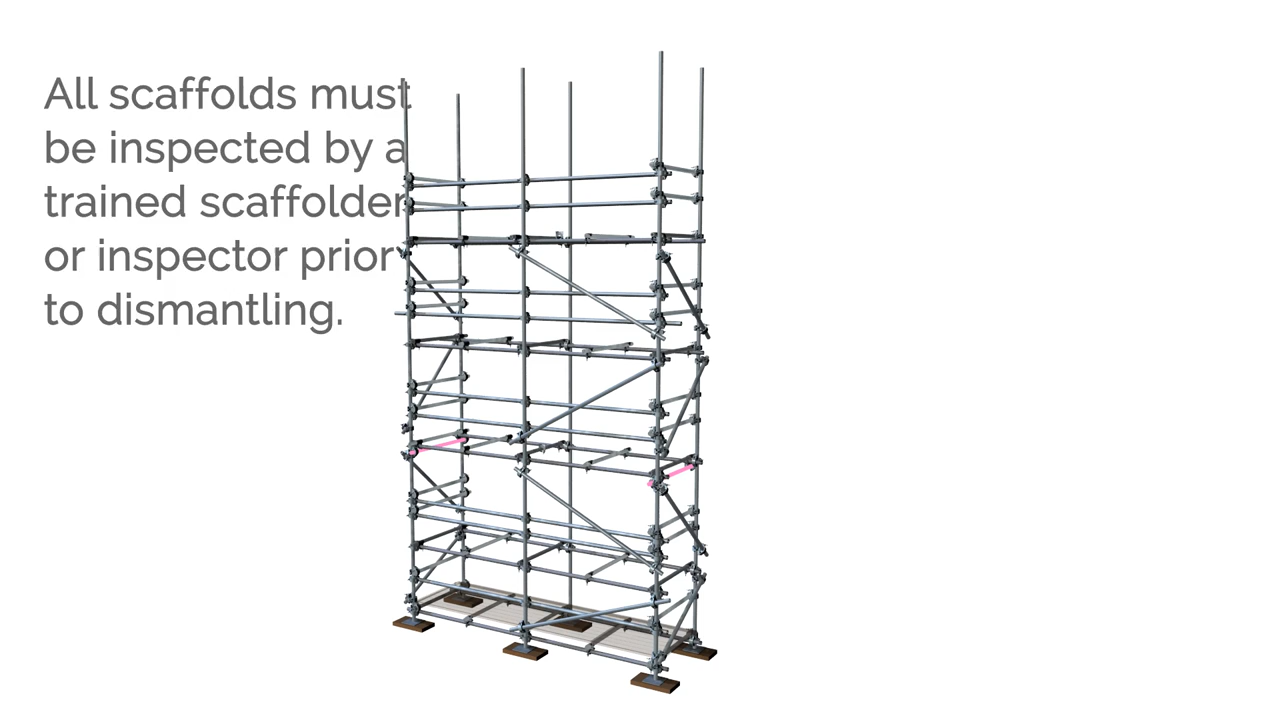 All scaffolds must
be inspected by a
trained scaffolder
or inspector prior
to dismantling.